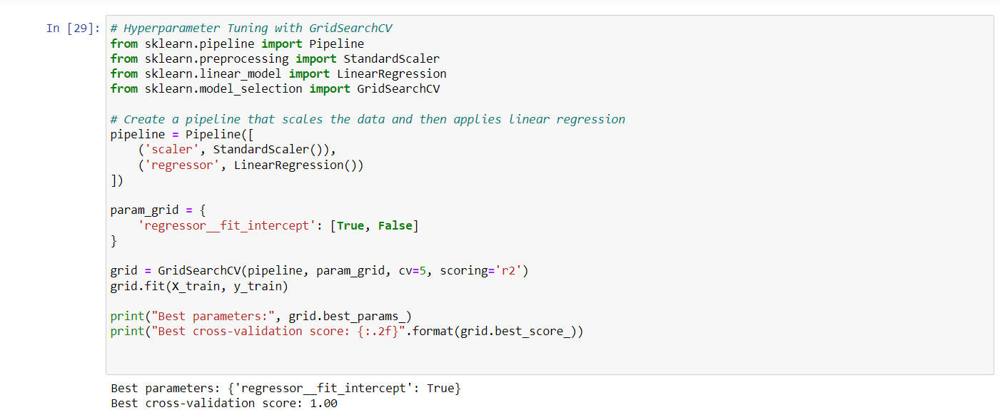 In [29]: # Hyperparameter Tuning with GridSearchCV
from sklearn.pipeline import Pipeline
from sklearn.preprocessing import StandardScaler
from sklearn.linear_model import LinearRegression
from sklearn.model_selection import GridSearchCV
# Create a pipeline that scales the data and then applies linear regression
pipeline = Pipeline([
    ('scaler', StandardScaler()),
    ('regressor', LinearRegression())
])
param_grid = {
    'regressor__fit_intercept': [True, False]
}
grid = GridSearchCV(pipeline, param_grid, cv=5, scoring='r2')
grid.fit(X_train, y_train)
print("Best parameters:", grid.best_params_)
print("Best cross-validation score: {:.2f}".format(grid.best_score_))
Best parameters: {'regressor__fit_intercept': True}
Best cross-validation score: 1.00